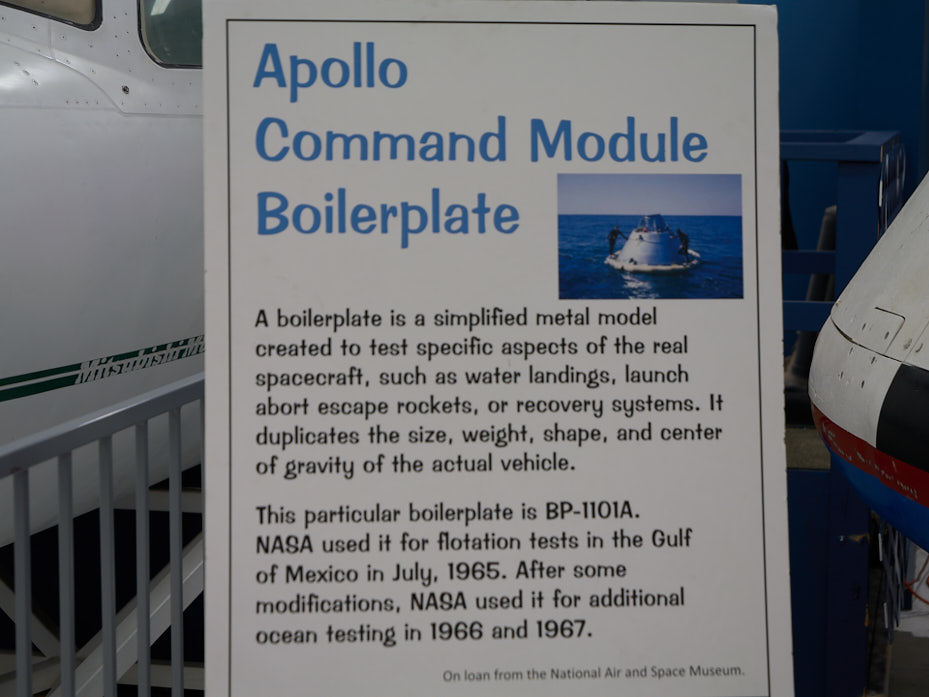 Apollo
Command Module
Boilerplate
A boilerplate is a simplified metal model
created to test specific aspects of the real
spacecraft, such as water landings, launch
abort escape rockets, or recovery systems. It
duplicates the size, weight, shape, and center
of gravity of the actual vehicle.
This particular boilerplate is BP-1101A.
NASA used it for flotation tests in the Gulf
of Mexico in July, 1965. After some
modifications, NASA used it for additional
ocean testing in 1966 and 1967.
On loan from the National Air and Space Museum.
Mitsubishi